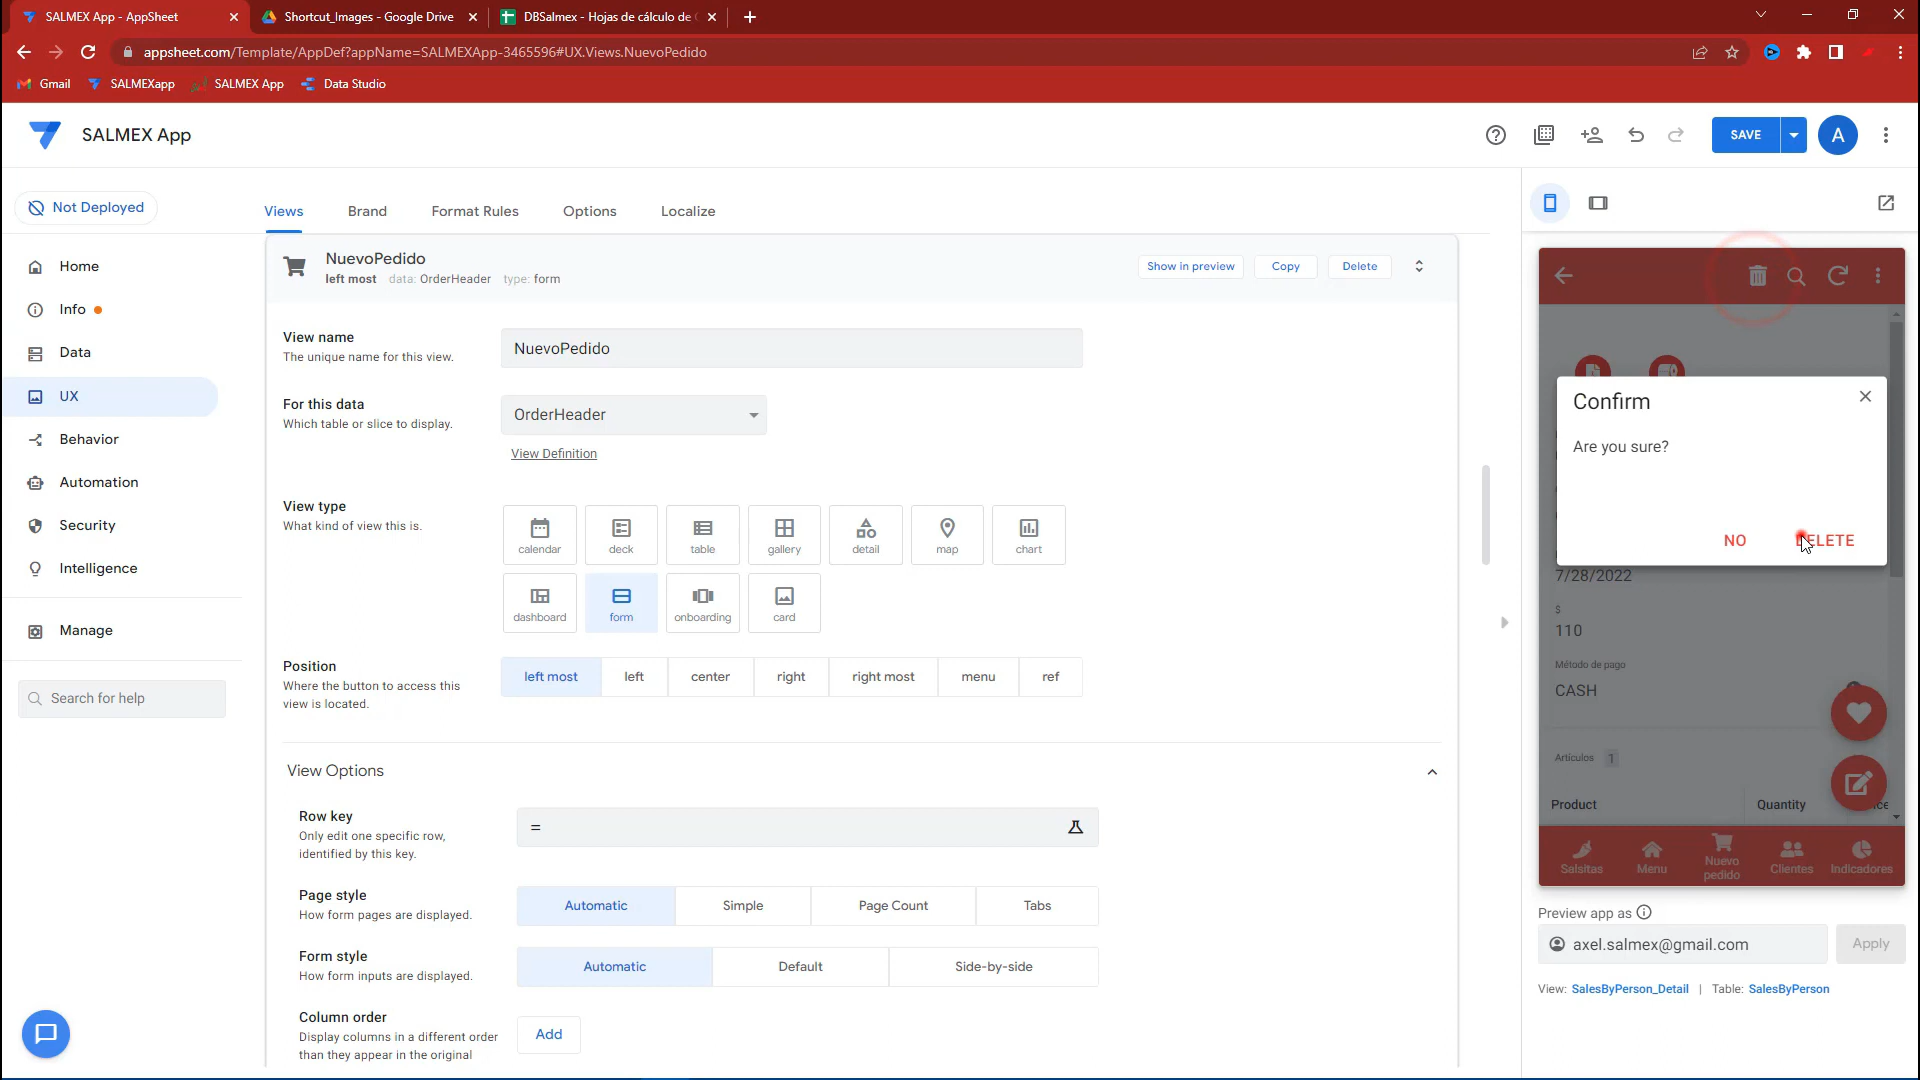 SALMEX App - AppSheet
Shortcut_Images - Google Drive
DBSalmex - Hojas de cálculo de
appsheet.com/Template/AppDef?appName=SALMEXApp-3465596#UX.Views.NuevoPedido
Gmail
SALMEXapp
SALMEX App
Data Studio
SALMEX App
SAVE
A
Not Deployed
Views
Brand
Format Rules
Options
Localize
Home
Info
Data
UX
Behavior
Automation
Security
Intelligence
Manage
Search for help
NuevoPedido
left most data: OrderHeader type: form
Show in preview
Copy
Delete
View name
The unique name for this view.
NuevoPedido
For this data
Which table or slice to display.
OrderHeader
View Definition
View type
What kind of view this is.
calendar
deck
table
gallery
detail
map
chart
dashboard
form
onboarding
card
Position
Where the button to access this
view is located.
left most
left
center
right
right most
menu
ref
View Options
Row key
Only edit one specific row,
identified by this key.
=
Page style
How form pages are displayed.
Automatic
Simple
Page Count
Tabs
Form style
How form inputs are displayed.
Automatic
Default
Side-by-side
Column order
Display columns in a different order
than they appear in the original
Add
Confirm
Are you sure?
NO
DELETE
7/28/2022
$
110
Método de pago
CASH
Artículos 1
Product
Quantity
Salsitas
Menu
Nuevo
pedido
Clientes
Indicadores
Preview app as
axel.salmex@gmail.com
Apply
View: SalesByPerson_Detail | Table: SalesByPerson